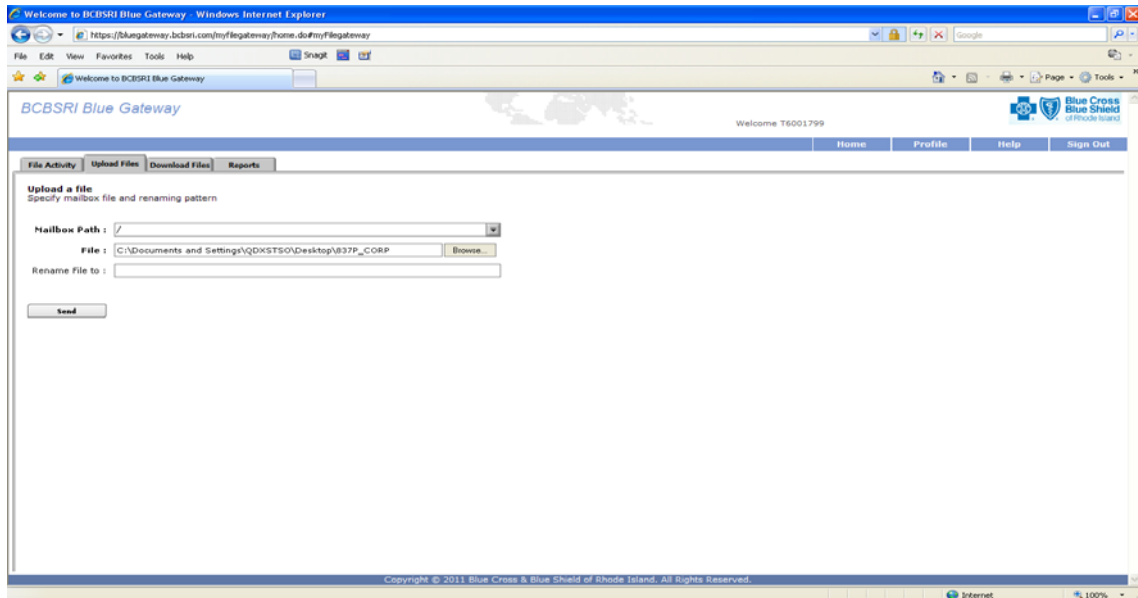 Welcome to BCBSRI Blue Gateway - Windows Internet Explorer
https://bluegateway.bcbsri.com/myfilegateway/home.do#myFilegateway
Google
File Edit View Favorites Tools Help
SnagIt
Welcome to BCBSRI Blue Gateway
Page
Tools
BCBSRI Blue Gateway
Welcome T6001799
Blue Cross
Blue Shield
of Rhode Island
Home Profile Help Sign Out
File Activity Upload Files Download Files Reports
Upload a file
Specify mailbox file and renaming pattern
Mailbox Path : /
File : C:\Documents and Settings\QDXSTSO\Desktop\837P_CORP Browse...
Rename File to :
Send
Copyright © 2011 Blue Cross & Blue Shield of Rhode Island. All Rights Reserved.
Internet 100%